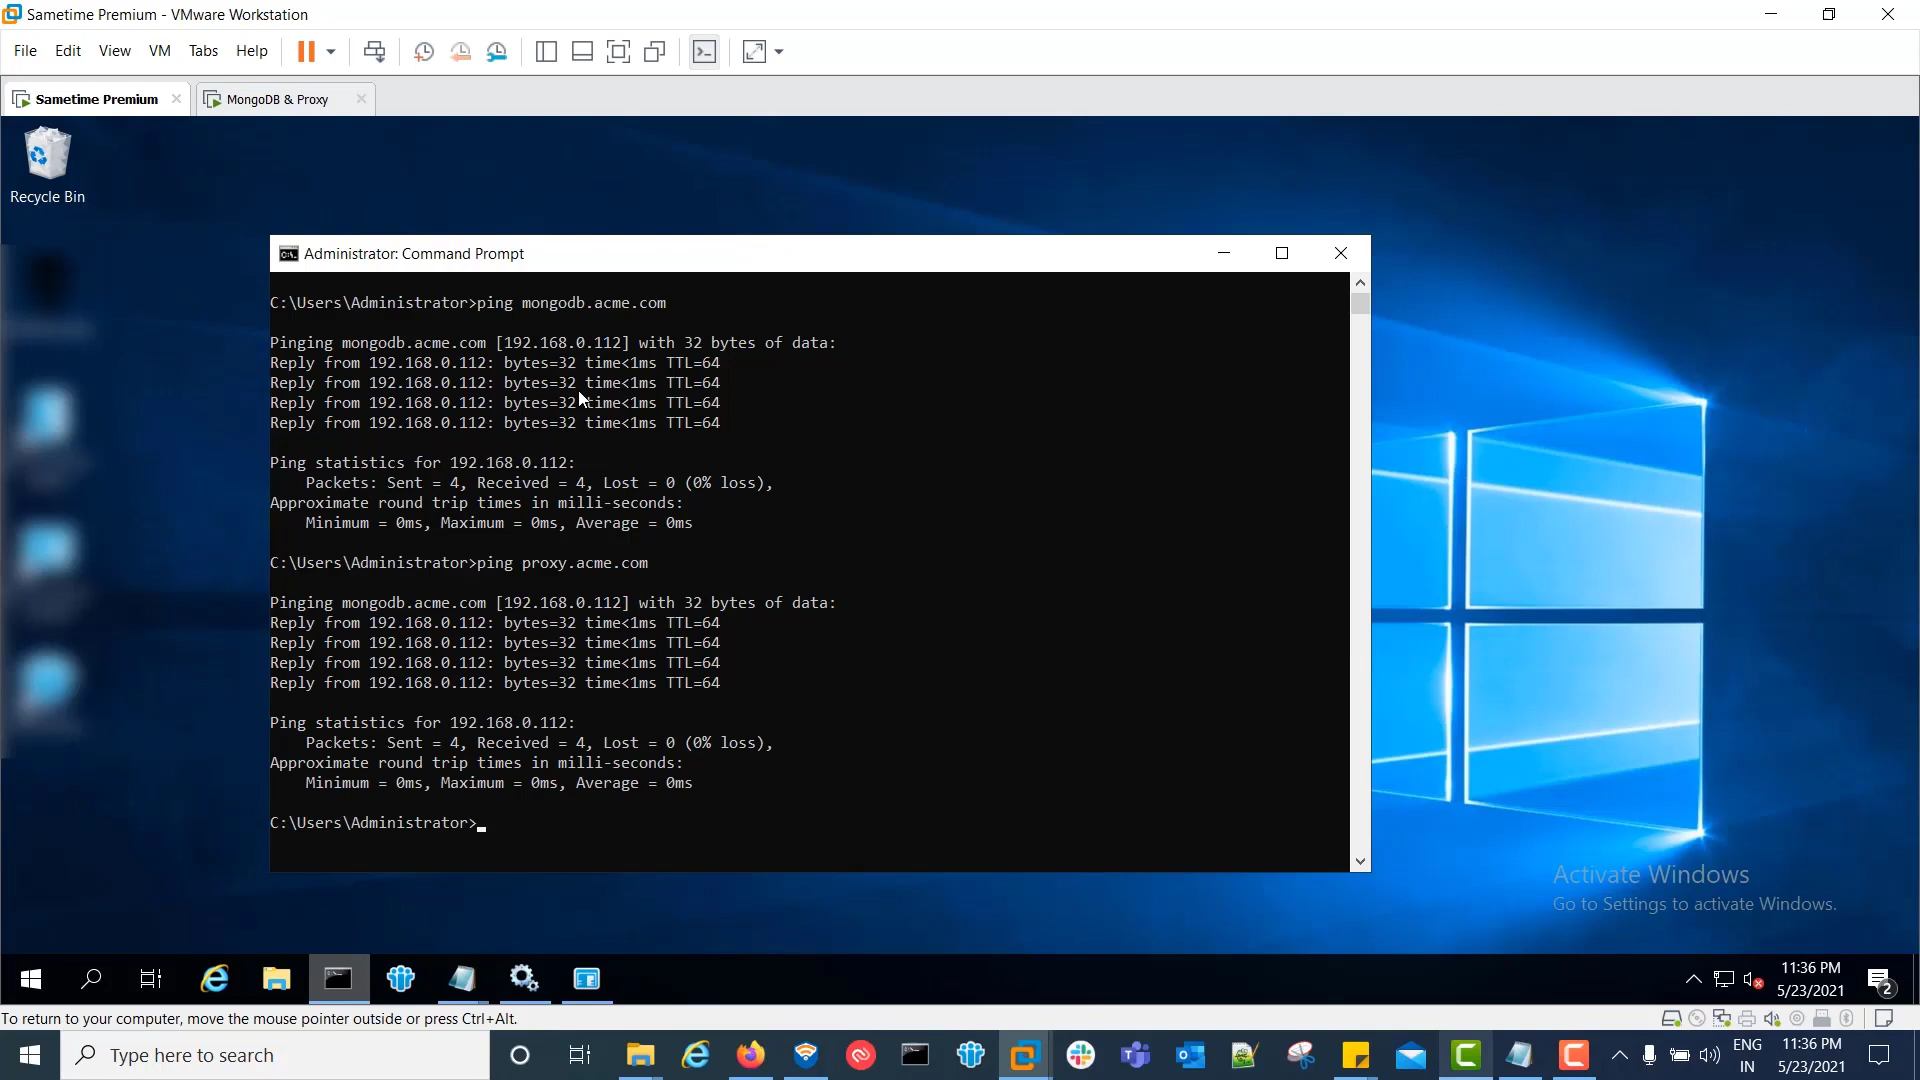 Sametime Premium - VMware Workstation
File Edit View VM Tabs Help
Sametime Premium
MongoDB & Proxy
Recycle Bin
Administrator: Command Prompt
C:\Users\Administrator>ping mongodb.acme.com
Pinging mongodb.acme.com [192.168.0.112] with 32 bytes of data:
Reply from 192.168.0.112: bytes=32 time<1ms TTL=64
Reply from 192.168.0.112: bytes=32 time<1ms TTL=64
Reply from 192.168.0.112: bytes=32 time<1ms TTL=64
Reply from 192.168.0.112: bytes=32 time<1ms TTL=64
Ping statistics for 192.168.0.112:
Packets: Sent = 4, Received = 4, Lost = 0 (0% loss),
Approximate round trip times in milli-seconds:
Minimum = 0ms, Maximum = 0ms, Average = 0ms
C:\Users\Administrator>ping proxy.acme.com
Pinging mongodb.acme.com [192.168.0.112] with 32 bytes of data:
Reply from 192.168.0.112: bytes=32 time<1ms TTL=64
Reply from 192.168.0.112: bytes=32 time<1ms TTL=64
Reply from 192.168.0.112: bytes=32 time<1ms TTL=64
Reply from 192.168.0.112: bytes=32 time<1ms TTL=64
Ping statistics for 192.168.0.112:
Packets: Sent = 4, Received = 4, Lost = 0 (0% loss),
Approximate round trip times in milli-seconds:
Minimum = 0ms, Maximum = 0ms, Average = 0ms
C:\Users\Administrator>
Activate Windows
Go to Settings to activate Windows.
11:36 PM
5/23/2021
2
To return to your computer, move the mouse pointer outside or press Ctrl+Alt.
Type here to search
ENG
IN
11:36 PM
5/23/2021